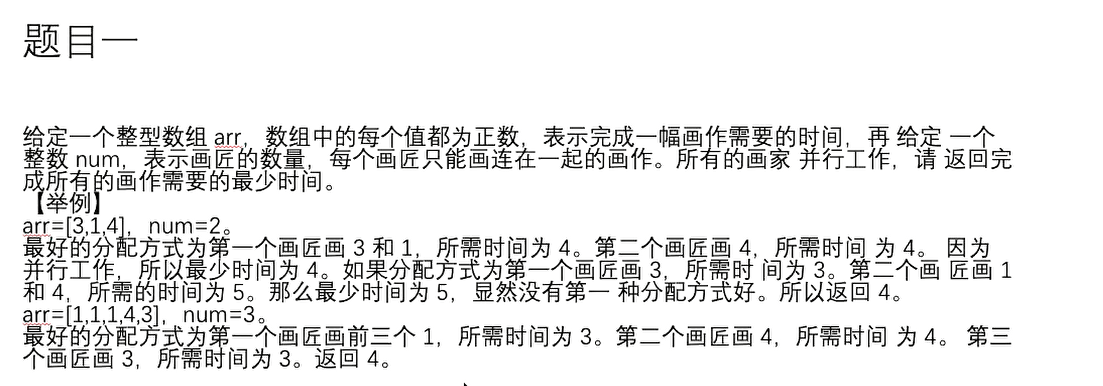 题目一
给定一个整型数组 arr，数组中的每个值都为正数，表示完成一幅画作需要的时间，再 给定 一个
整数 num，表示画匠的数量，每个画匠只能画连在一起的画作。所有的画家 并行工作，请 返回完
成所有的画作需要的最少时间。
【举例】
arr=[3,1,4]，num=2。
最好的分配方式为第一个画匠画 3 和 1，所需时间为 4。第二个画匠画 4，所需时间 为 4。 因为
并行工作，所以最少时间为 4。如果分配方式为第一个画匠画 3，所需时 间为 3。第二个画 匠画 1
和 4，所需的时间为 5。那么最少时间为 5，显然没有第一 种分配方式好。所以返回 4。
arr=[1,1,1,4,3]，num=3。
最好的分配方式为第一个画匠画前三个 1，所需时间为 3。第二个画匠画 4，所需时间 为 4。 第三
个画匠画 3，所需时间为 3。返回 4。